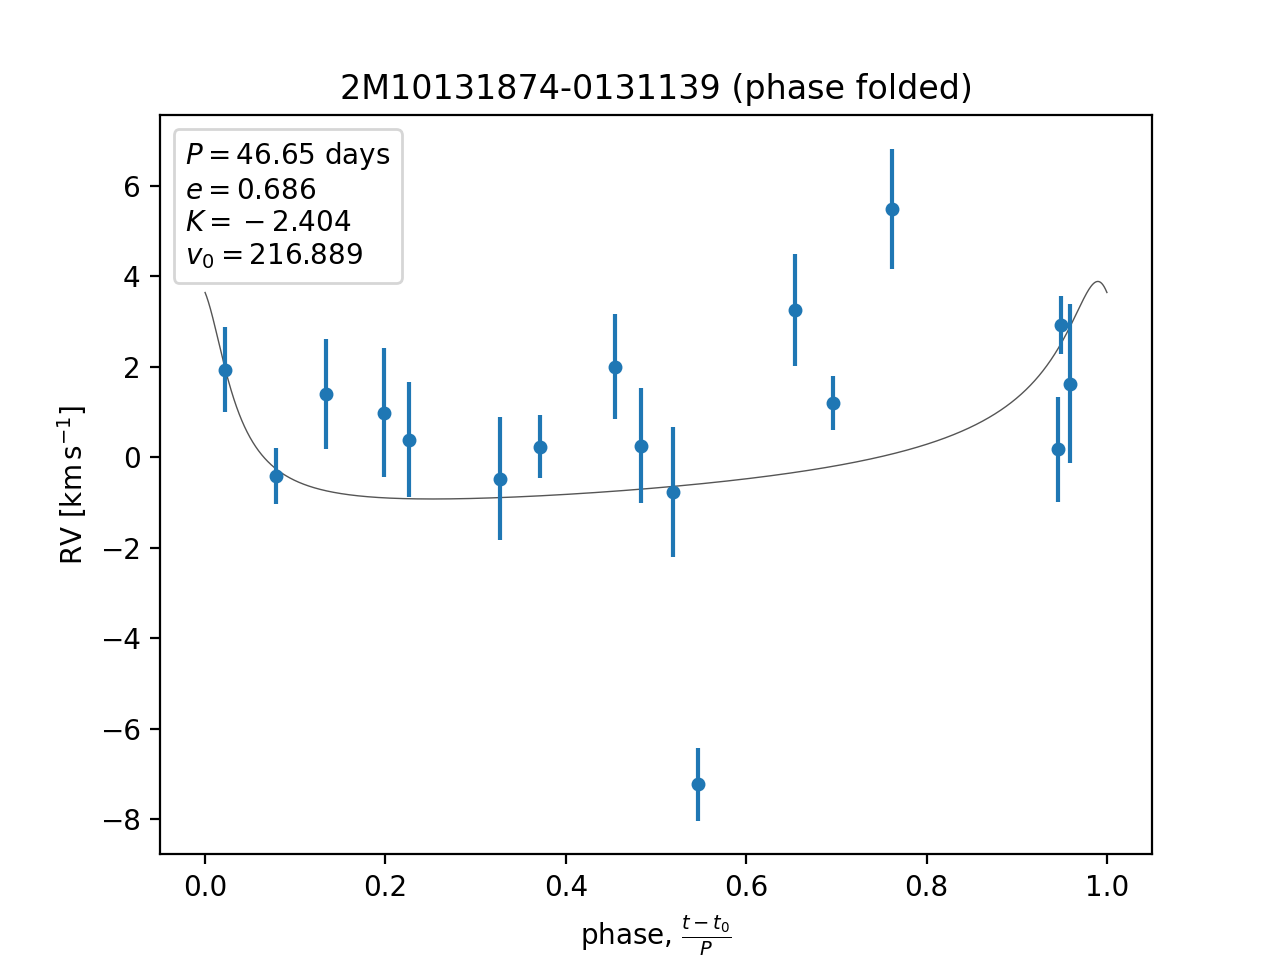 2M10131874-0131139 (phase folded)
P = 46.65 days
e = 0.686
K = −2.404
v₀ = 216.889
RV [km s⁻¹]
6
4
2
0
−2
−4
−6
−8
0.0 0.2 0.4 0.6 0.8 1.0
phase, (t − t₀)/P